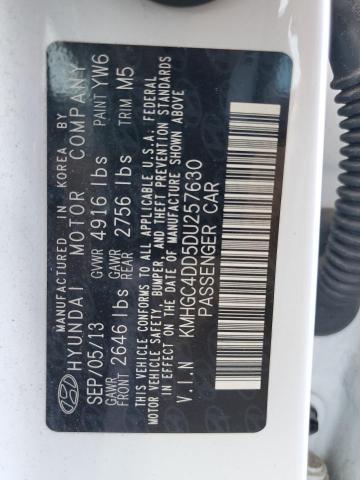 MANUFACTURED IN KOREA BY
HYUNDAI MOTOR COMPANY
SEP/05/13 GVWR 4916 lbs PAINT YW6
GAWR FRONT 2646 lbs GAWR REAR 2756 lbs TRIM M5
THIS VEHICLE CONFORMS TO ALL APPLICABLE U.S.A. FEDERAL
MOTOR VEHICLE SAFETY, BUMPER, AND THEFT PREVENTION STANDARDS
IN EFFECT ON THE DATE OF MANUFACTURE SHOWN ABOVE
V.I.N KMHGC4DD5DU257630
PASSENGER CAR